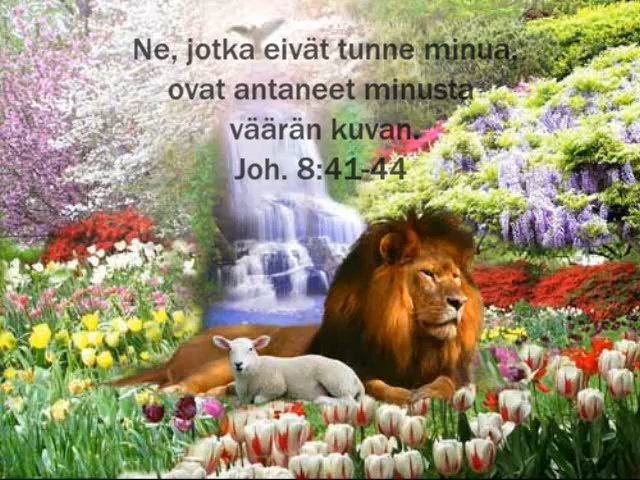 Ne, jotka eivät tunne minua,
ovat antaneet minusta
väärän kuvan.
Joh. 8:41-44